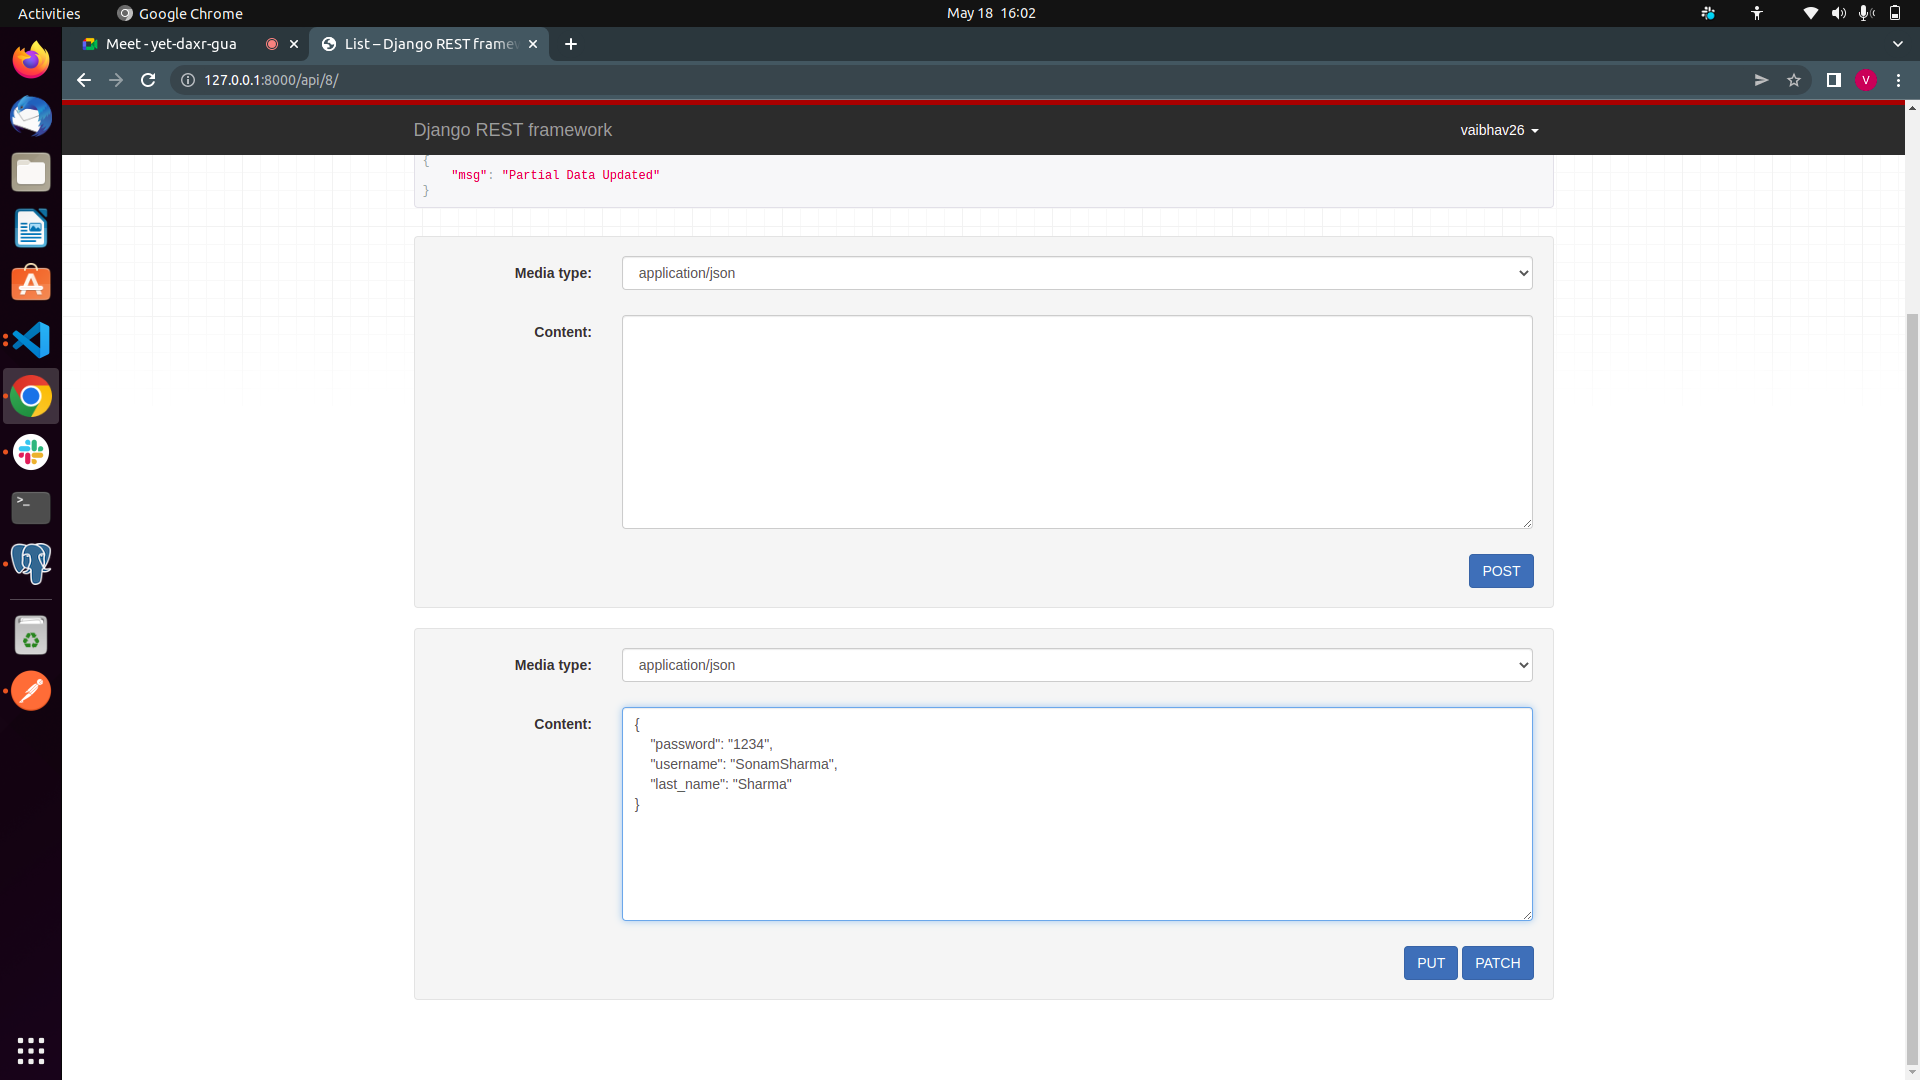 Activities
Google Chrome
May 18 16:02
Meet - yet-daxr-gua
List – Django REST framew
127.0.0.1:8000/api/8/
V
Django REST framework
vaibhav26
{
"msg": "Partial Data Updated"
}
Media type:
application/json
Content:
POST
Media type:
application/json
Content:
{
"password": "1234",
"username": "SonamSharma",
"last_name": "Sharma"
}
PUT
PATCH